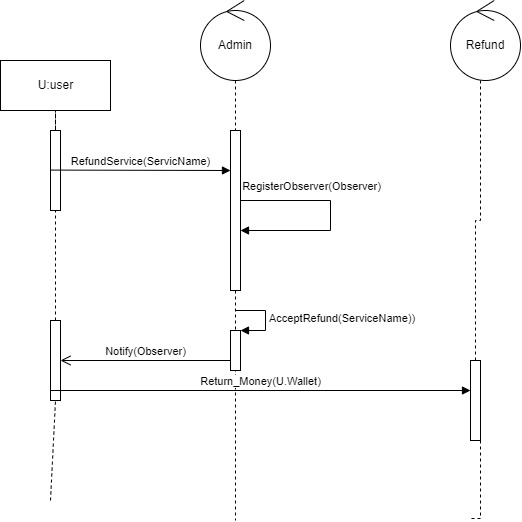 Admin
Refund
U:user
RefundService(ServicName)
RegisterObserver(Observer)
AcceptRefund(ServiceName))
Notify(Observer)
Return_Money(U.Wallet)